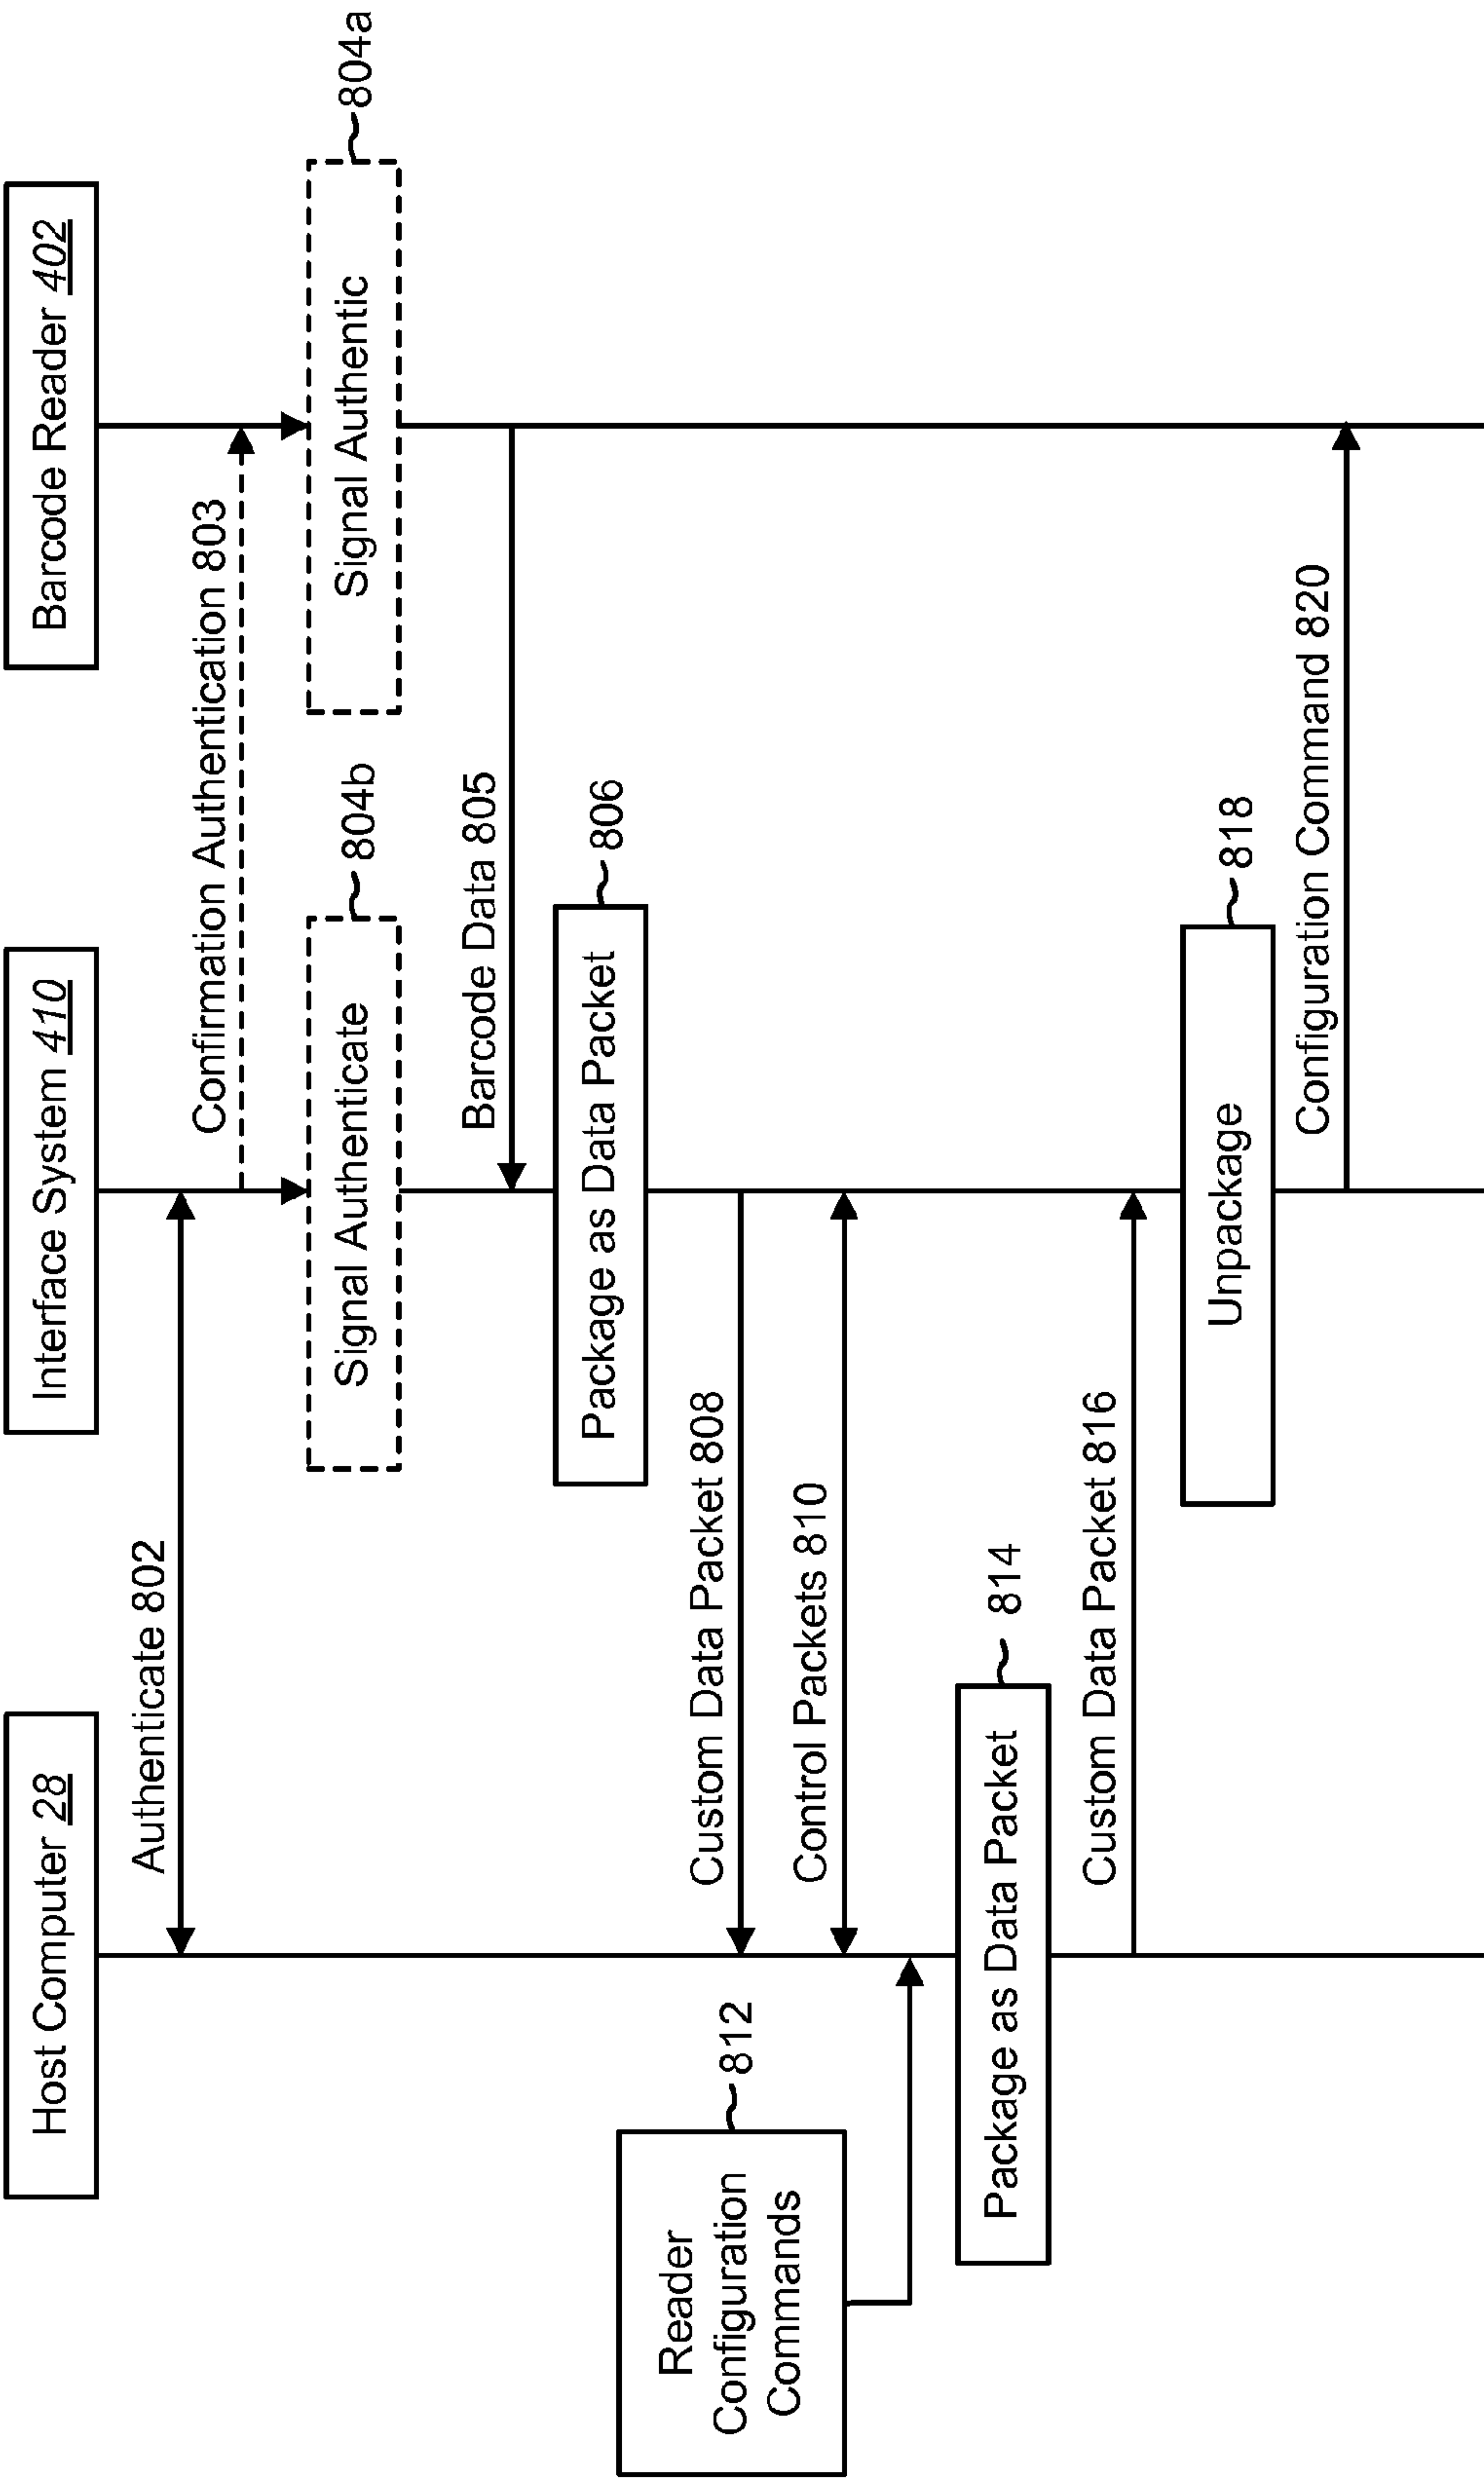 Host Computer 28
Interface System 410
Barcode Reader 402
Authenticate 802
Confirmation Authentication 803
Signal Authenticate
804b
Signal Authentic
804a
Barcode Data 805
Package as Data Packet
806
Custom Data Packet 808
Control Packets 810
Reader
Configuration
Commands
812
Package as Data Packet
814
Custom Data Packet 816
Unpackage
818
Configuration Command 820